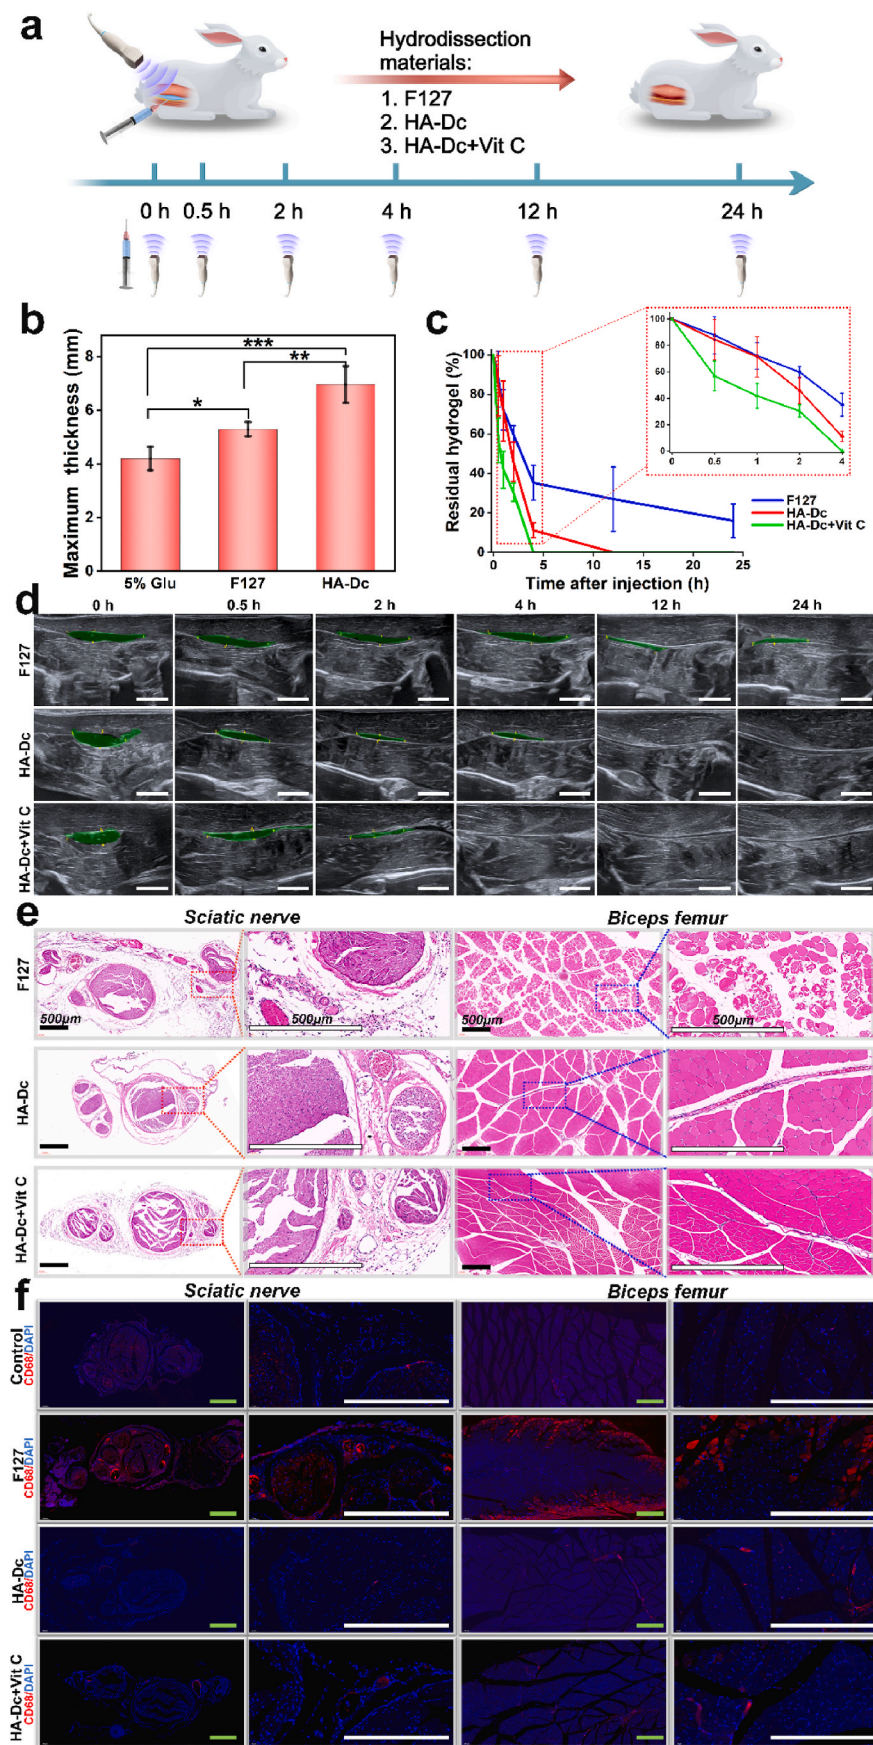 a
Hydrodissection
materials:
1. F127
2. HA-Dc
3. HA-Dc+Vit C
0 h 0.5 h 2 h 4 h 12 h 24 h
b
Maximum thickness (mm)
8
6
4
2
0
*
**
***
5% Glu F127 HA-Dc
c
Residual hydrogel (%)
100
80
60
40
20
0
0 5 10 15 20 25
Time after injection (h)
100
80
60
40
20
0
0 0.5 1 2 4
F127
HA-Dc
HA-Dc+Vit C
d
0 h 0.5 h 2 h 4 h 12 h 24 h
F127
HA-Dc
HA-Dc+Vit C
e
Sciatic nerve Biceps femur
F127
500μm 500μm 500μm 500μm
HA-Dc
HA-Dc+Vit C
f
Sciatic nerve Biceps femur
Control
CD68/DAPI
F127
CD68/DAPI
HA-Dc
CD68/DAPI
HA-Dc+Vit C
CD68/DAPI